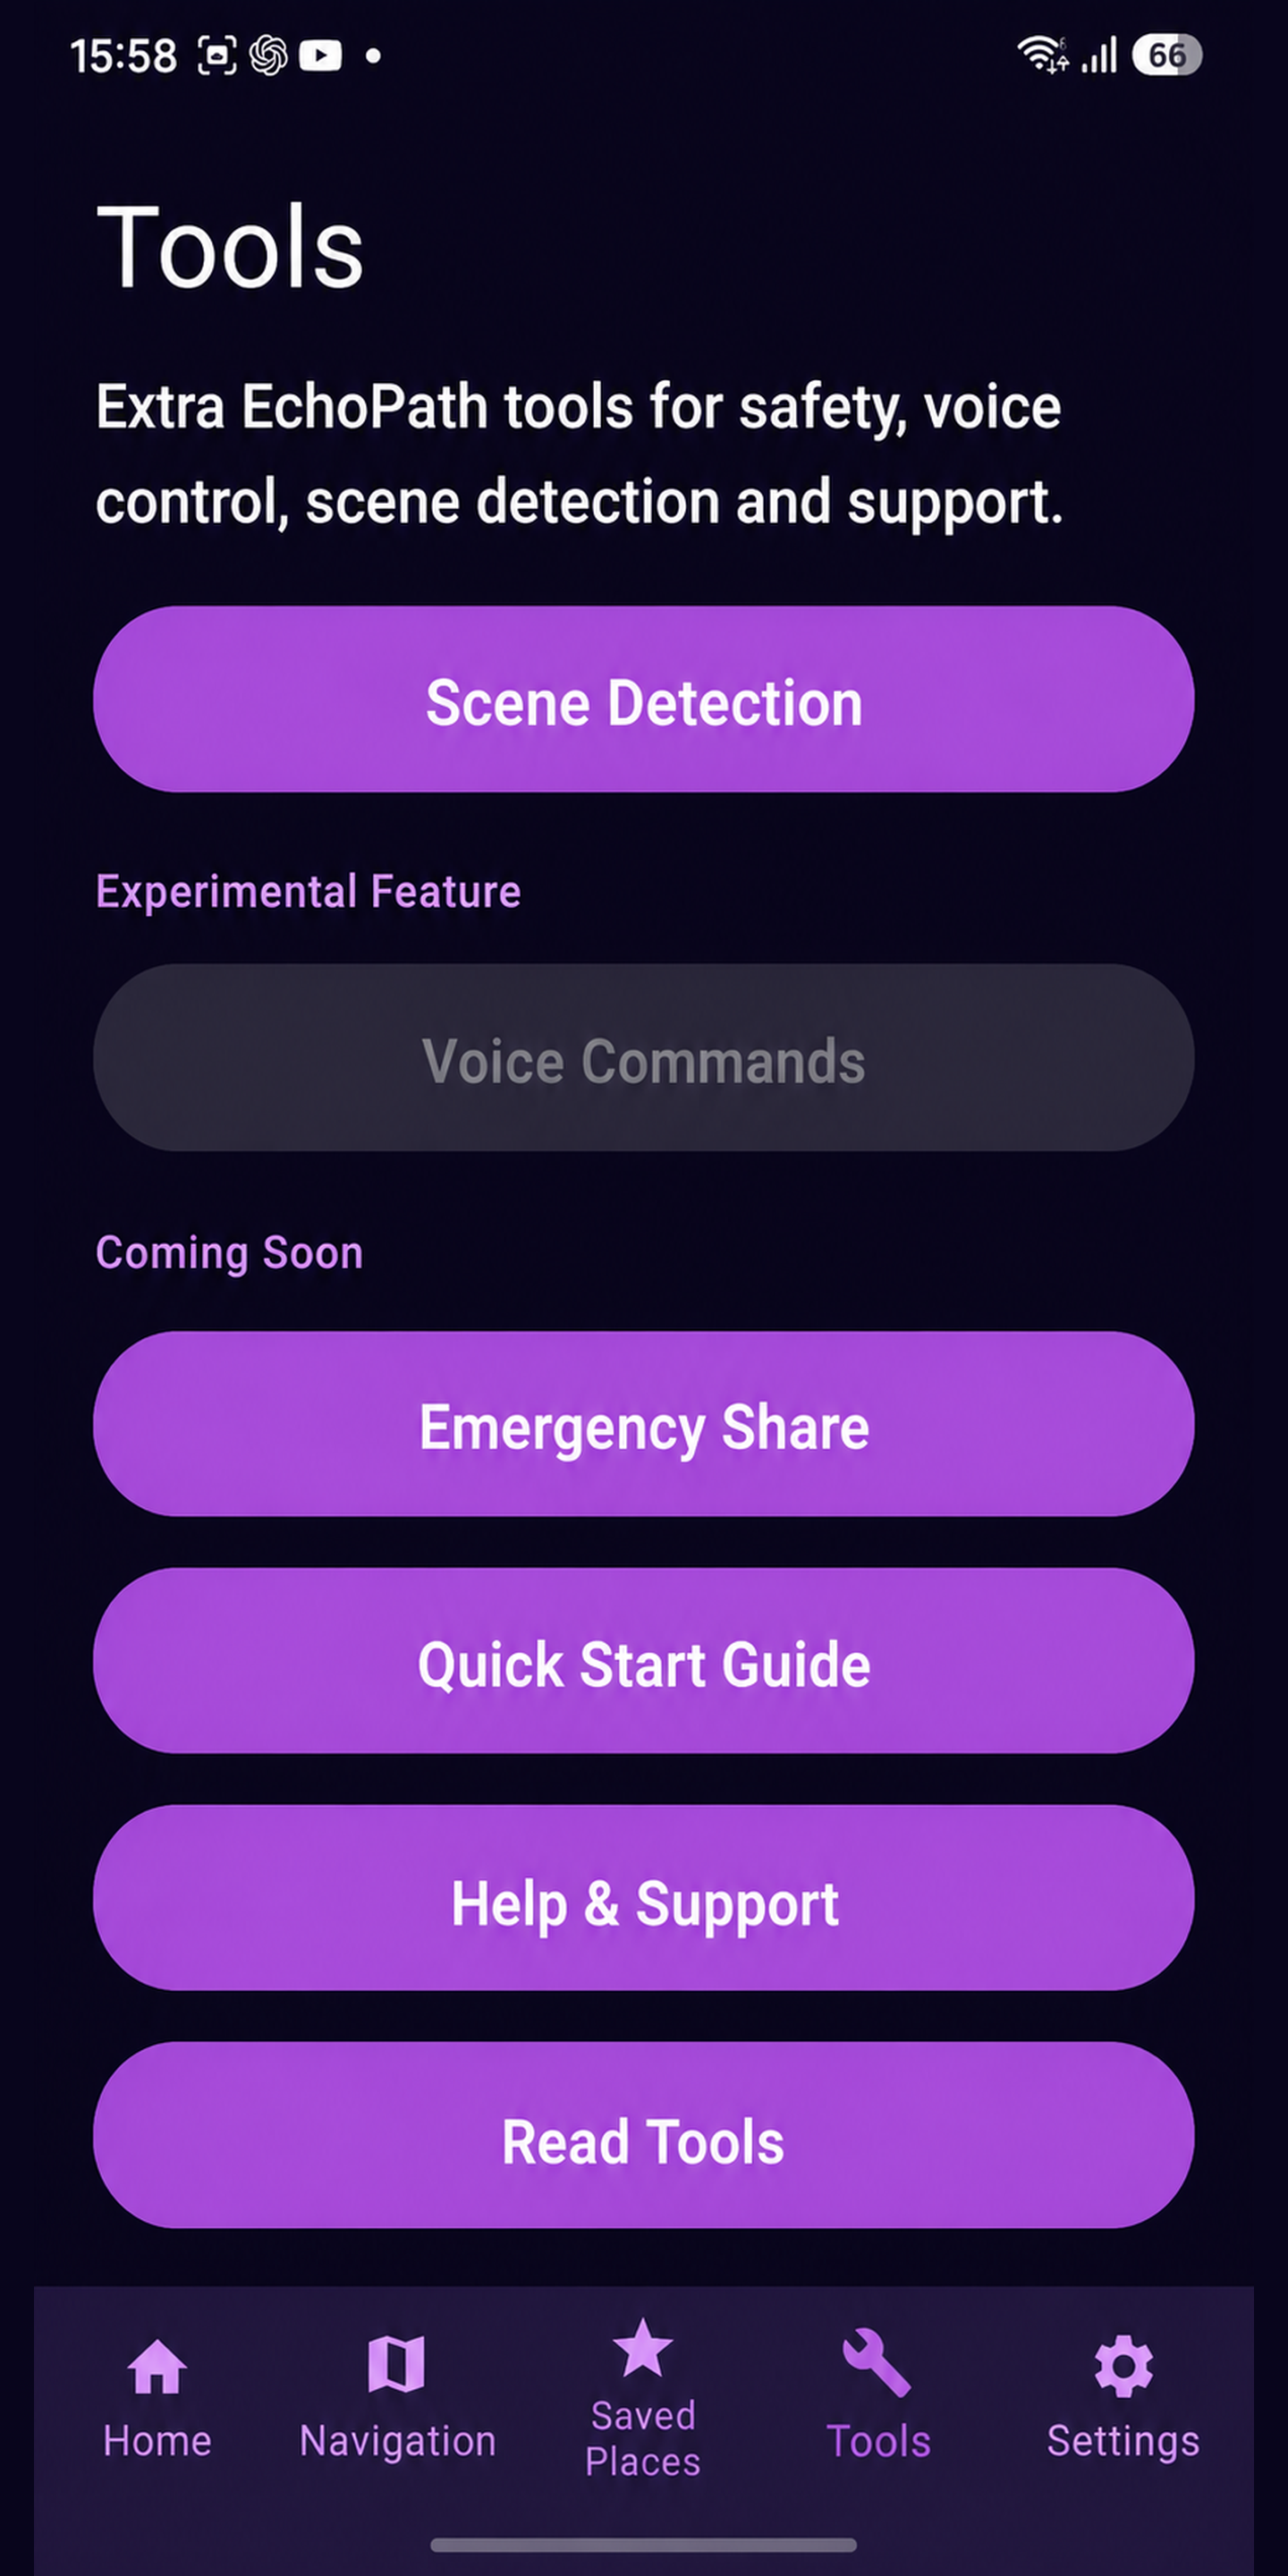 15:58
66
Tools
Extra EchoPath tools for safety, voice
control, scene detection and support.
Scene Detection
Experimental Feature
Voice Commands
Coming Soon
Emergency Share
Quick Start Guide
Help & Support
Read Tools
Home
Navigation
Saved
Places
Tools
Settings